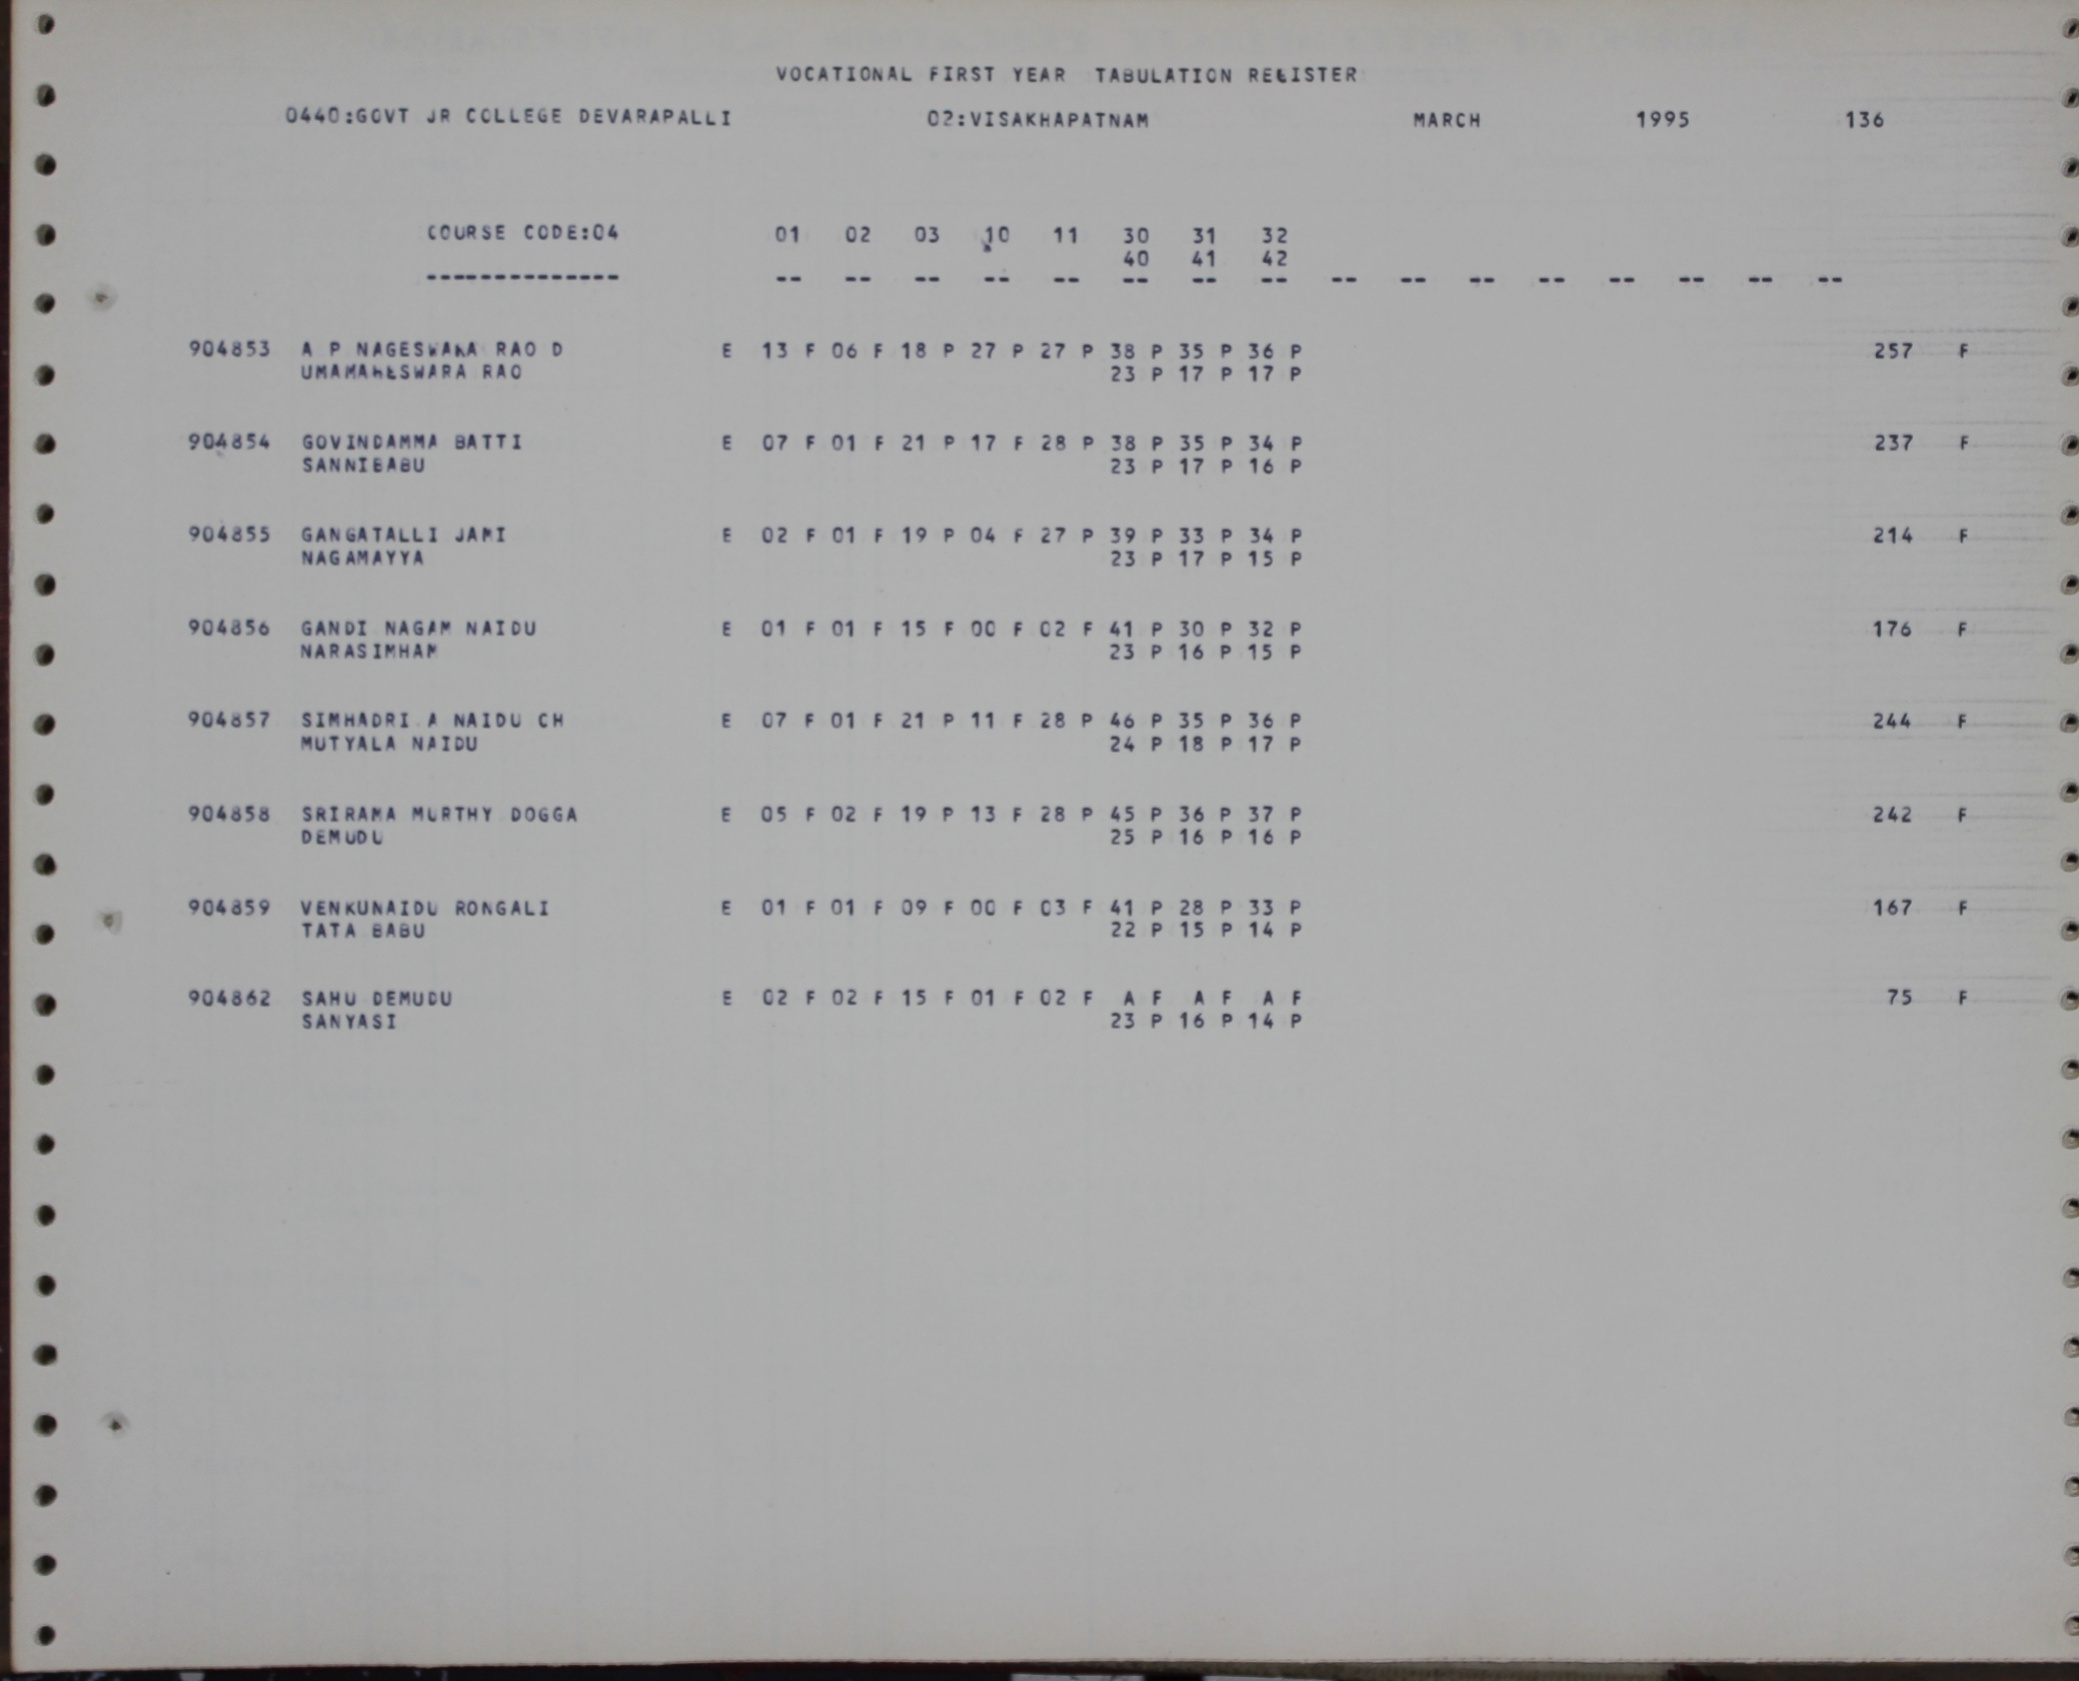 VOCATIONAL FIRST YEAR TABULATION REGISTER
0440:GOVT JR COLLEGE DEVARAPALLI 02:VISAKHAPATNAM MARCH 1995 136
COURSE CODE:04 01 02 03 10 11 30 31 32
40 41 42
-------------- -- -- -- -- -- -- -- -- -- -- -- -- -- -- -- --
904853 A P NAGESWARA RAO D E 13 F 06 F 18 P 27 P 27 P 38 P 35 P 36 P 257 F
UMAMAHESWARA RAO 23 P 17 P 17 P
904854 GOVINDAMMA BATTI E 07 F 01 F 21 P 17 F 28 P 38 P 35 P 34 P 237 F
SANNIBABU 23 P 17 P 16 P
904855 GANGATALLI JAMI E 02 F 01 F 19 P 04 F 27 P 39 P 33 P 34 P 214 F
NAGAMAYYA 23 P 17 P 15 P
904856 GANDI NAGAM NAIDU E 01 F 01 F 15 F 00 F 02 F 41 P 30 P 32 P 176 F
NARASIMHAM 23 P 16 P 15 P
904857 SIMHADRI A NAIDU CH E 07 F 01 F 21 P 11 F 28 P 46 P 35 P 36 P 244 F
MUTYALA NAIDU 24 P 18 P 17 P
904858 SRIRAMA MURTHY DOGGA E 05 F 02 F 19 P 13 F 28 P 45 P 36 P 37 P 242 F
DEMUDU 25 P 16 P 16 P
904859 VENKUNAIDU RONGALI E 01 F 01 F 09 F 00 F 03 F 41 P 28 P 33 P 167 F
TATA BABU 22 P 15 P 14 P
904862 SAHU DEMUDU E 02 F 02 F 15 F 01 F 02 F A F A F A F 75 F
SANYASI 23 P 16 P 14 P